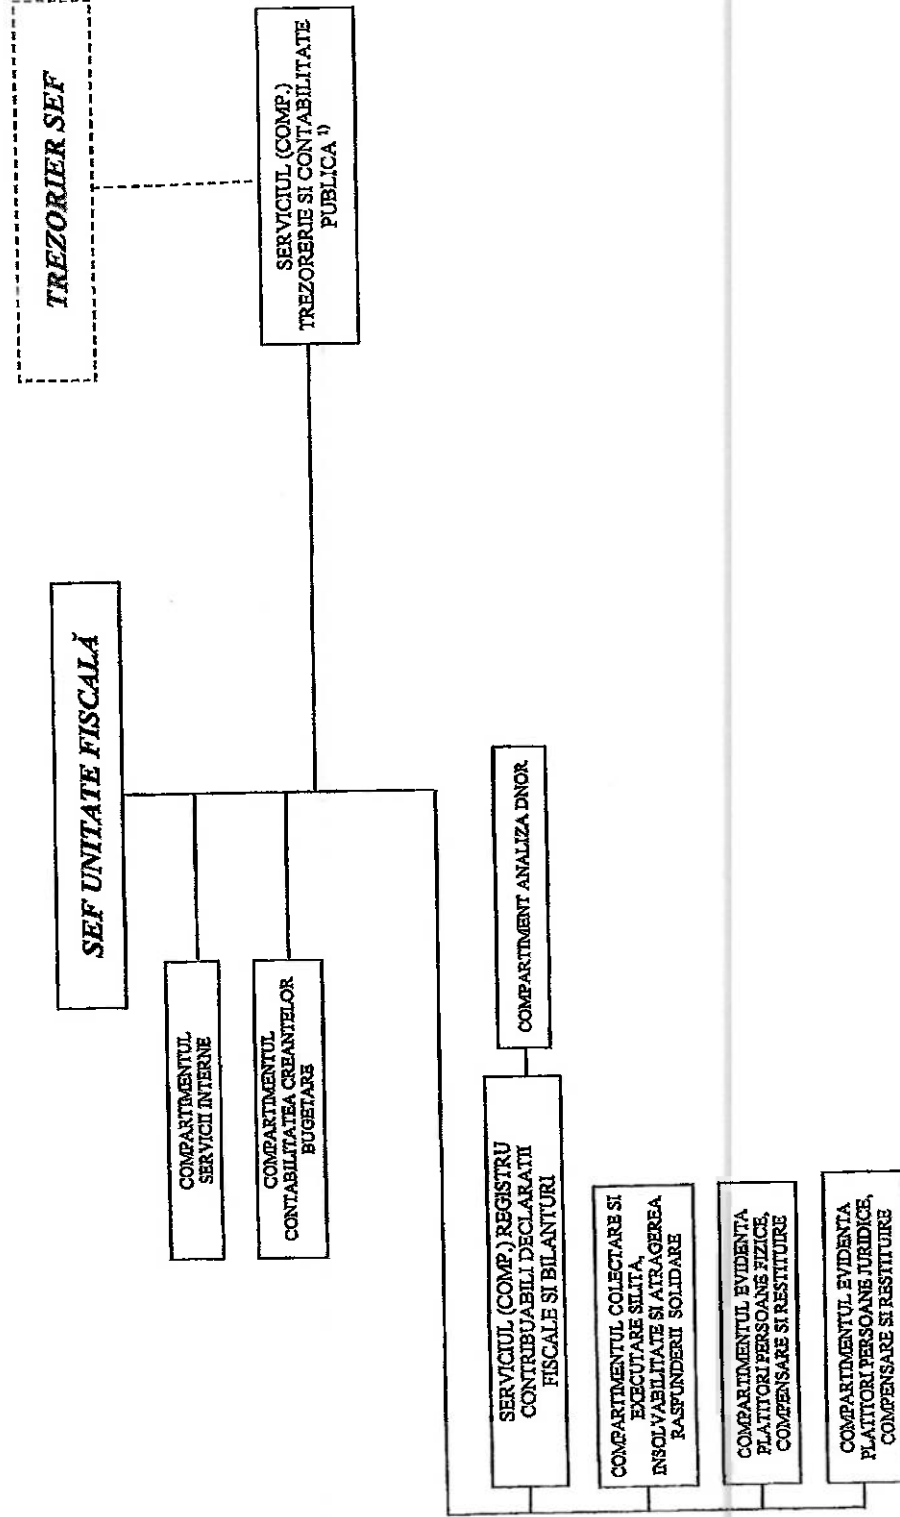 TREZORIER SEF
SEF UNITATE FISCALĂ
SERVICIUL (COMP.)
TREZORERIE SI CONTABILITATE
PUBLICA ¹⁾
COMPARTIMENTUL
SERVICII INTERNE
COMPARTIMENTUL
CONTABILITATEA CREANTELOR
BUGETARE
SERVICIUL (COMP.) REGISTRU
CONTRIBUABILI DECLARATII
FISCALE SI BILANTURI
COMPARTIMENT ANALIZA DNOR
COMPARTIMENTUL COLECTARE SI
EXECUTARE SILITA,
INSOLVABILITATE SI ATRAGEREA
RASPUNDERII SOLIDARE
COMPARTIMENTUL EVIDENTA
PLATITORI PERSOANE FIZICE,
COMPENSARE SI RESTITUIRE
COMPARTIMENTUL EVIDENTA
PLATITORI PERSOANE JURIDICE,
COMPENSARE SI RESTITUIRE